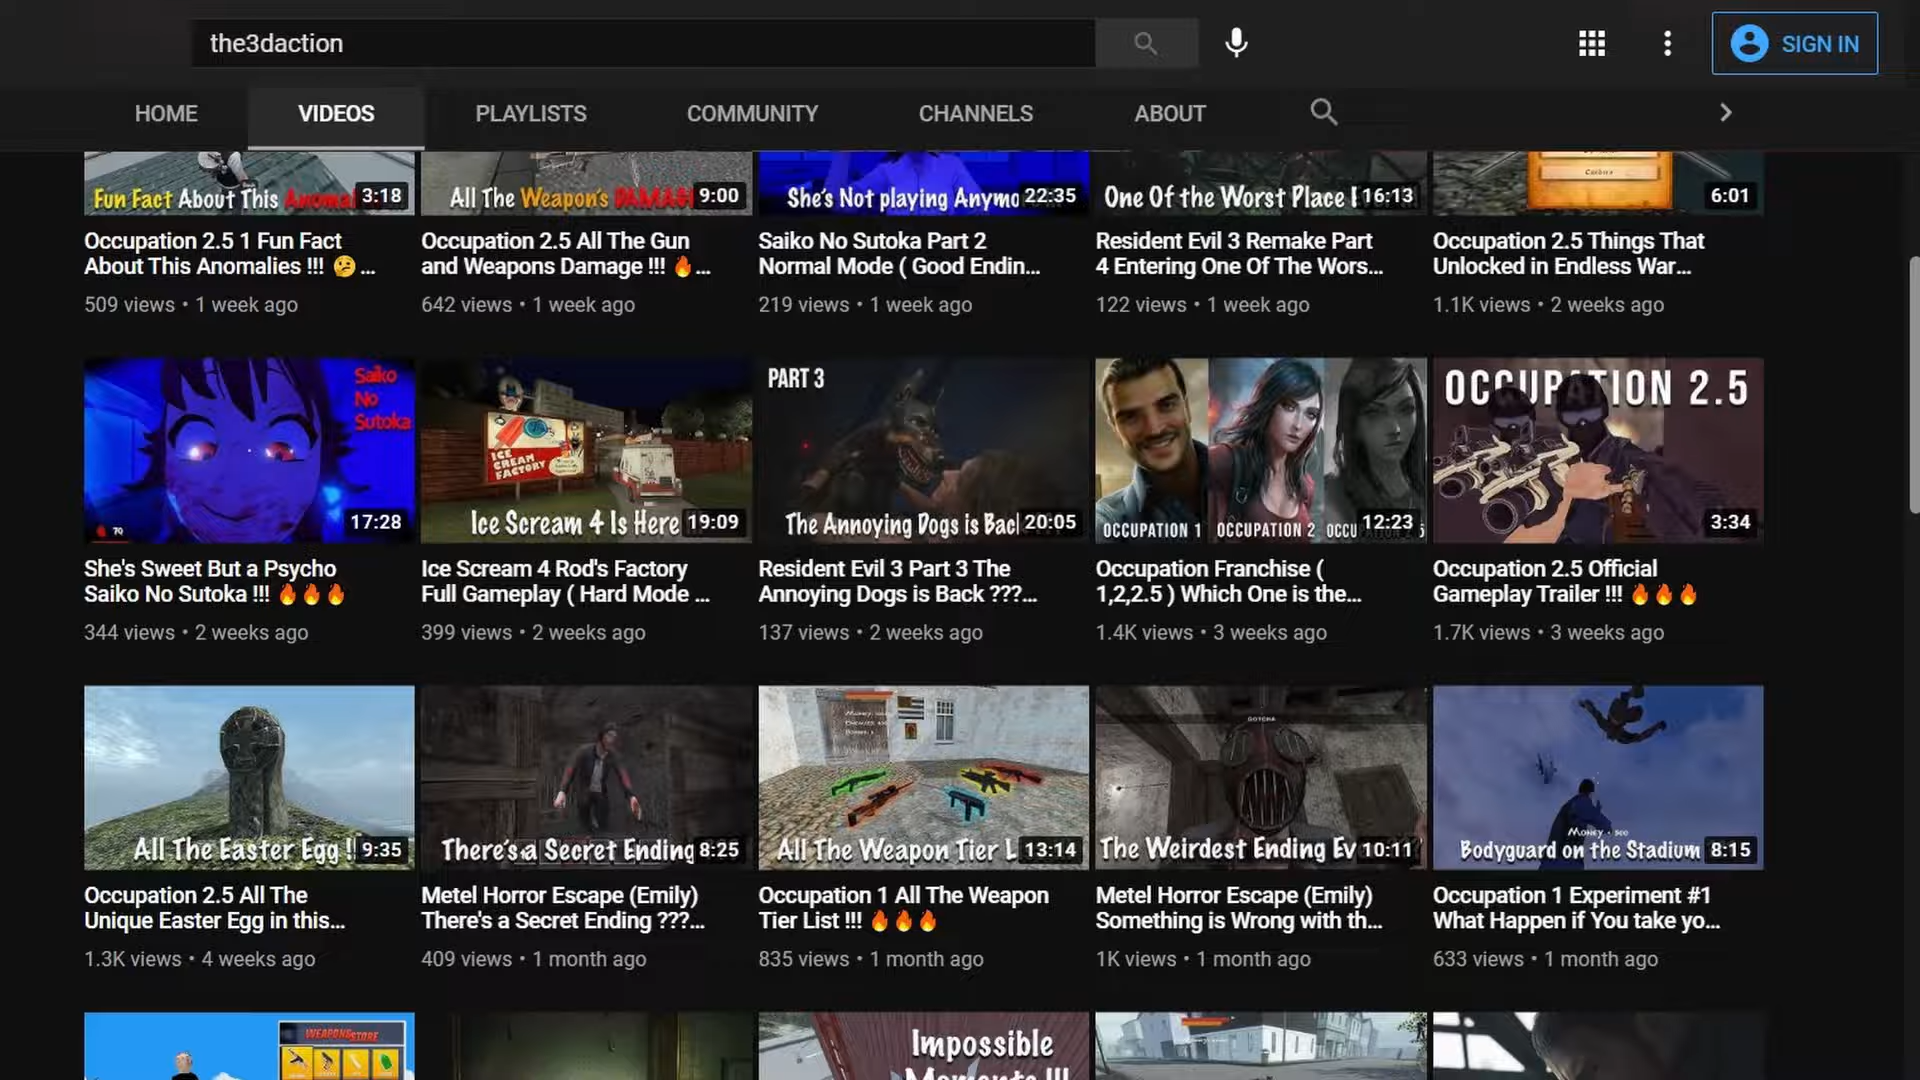 the3daction
SIGN IN
HOME
VIDEOS
PLAYLISTS
COMMUNITY
CHANNELS
ABOUT
Fun Fact About This Anomal
3:18
All The Weapon's DAMAG
9:00
She's Not playing Anymo
22:35
One Of the Worst Place
16:13
6:01
Occupation 2.5 1 Fun Fact
About This Anomalies !!! 🤔...
509 views • 1 week ago
Occupation 2.5 All The Gun
and Weapons Damage !!! 🔥...
642 views • 1 week ago
Saiko No Sutoka Part 2
Normal Mode ( Good Endin...
219 views • 1 week ago
Resident Evil 3 Remake Part
4 Entering One Of The Wors...
122 views • 1 week ago
Occupation 2.5 Things That
Unlocked in Endless War...
1.1K views • 2 weeks ago
Saiko
No
Sutoka
70
17:28
ICE
CREAM
FACTORY
Ice Scream 4 Is Here
19:09
PART 3
The Annoying Dogs is Bac
20:05
OCCUPATION 1
OCCUPATION 2
OCCU
12:23
OCCUPATION 2.5
3:34
She's Sweet But a Psycho
Saiko No Sutoka !!! 🔥🔥🔥
344 views • 2 weeks ago
Ice Scream 4 Rod's Factory
Full Gameplay ( Hard Mode ...
399 views • 2 weeks ago
Resident Evil 3 Part 3 The
Annoying Dogs is Back ???...
137 views • 2 weeks ago
Occupation Franchise (
1,2,2.5 ) Which One is the...
1.4K views • 3 weeks ago
Occupation 2.5 Official
Gameplay Trailer !!! 🔥🔥🔥
1.7K views • 3 weeks ago
All The Easter Egg !!
9:35
There's a Secret Ending
8:25
All The Weapon Tier L
13:14
GOTCHA
The Weirdest Ending Ev
10:11
Money • 500
Bodyguard on the Stadium
8:15
Occupation 2.5 All The
Unique Easter Egg in this...
1.3K views • 4 weeks ago
Metel Horror Escape (Emily)
There's a Secret Ending ???...
409 views • 1 month ago
Occupation 1 All The Weapon
Tier List !!! 🔥🔥🔥
835 views • 1 month ago
Metel Horror Escape (Emily)
Something is Wrong with th...
1K views • 1 month ago
Occupation 1 Experiment #1
What Happen if You take yo...
633 views • 1 month ago
WEAPONS STORE
Impossible
Moments !!!